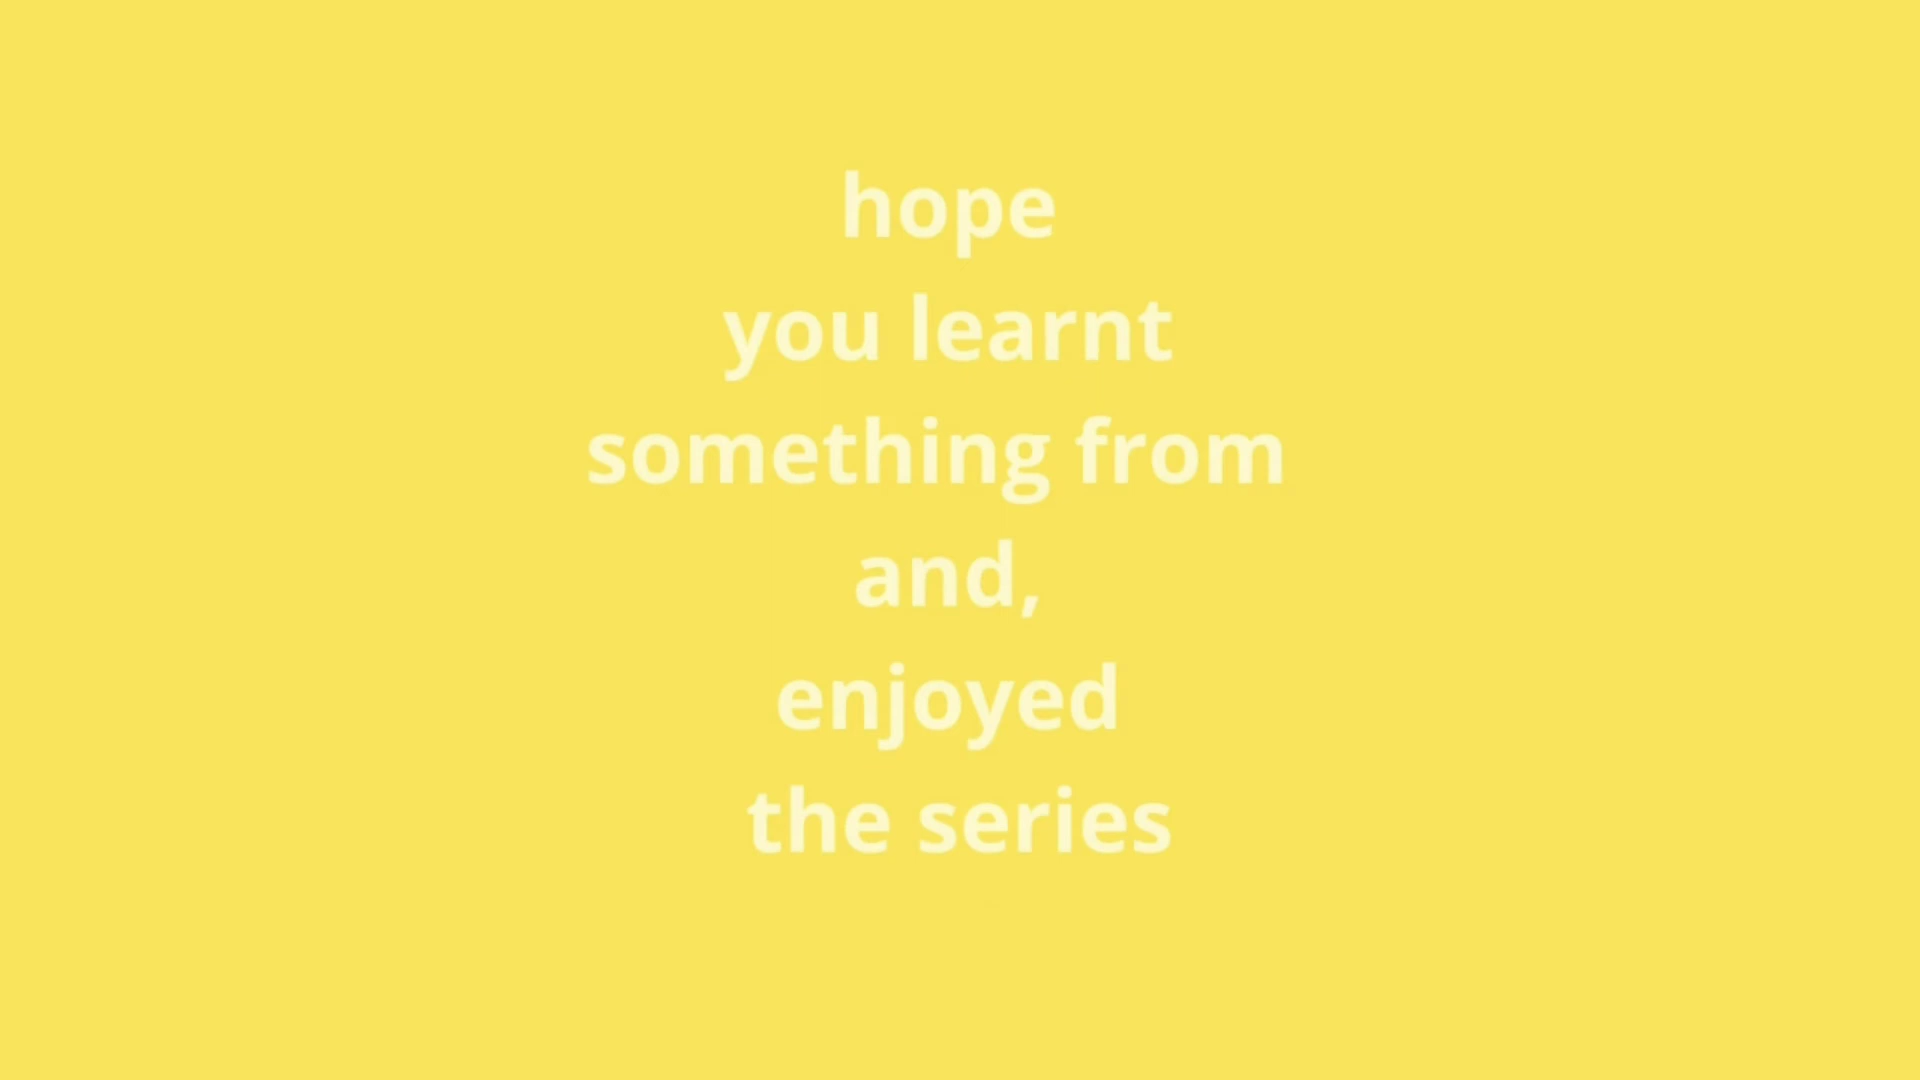 hope
you learnt
something from
and,
enjoyed
the series